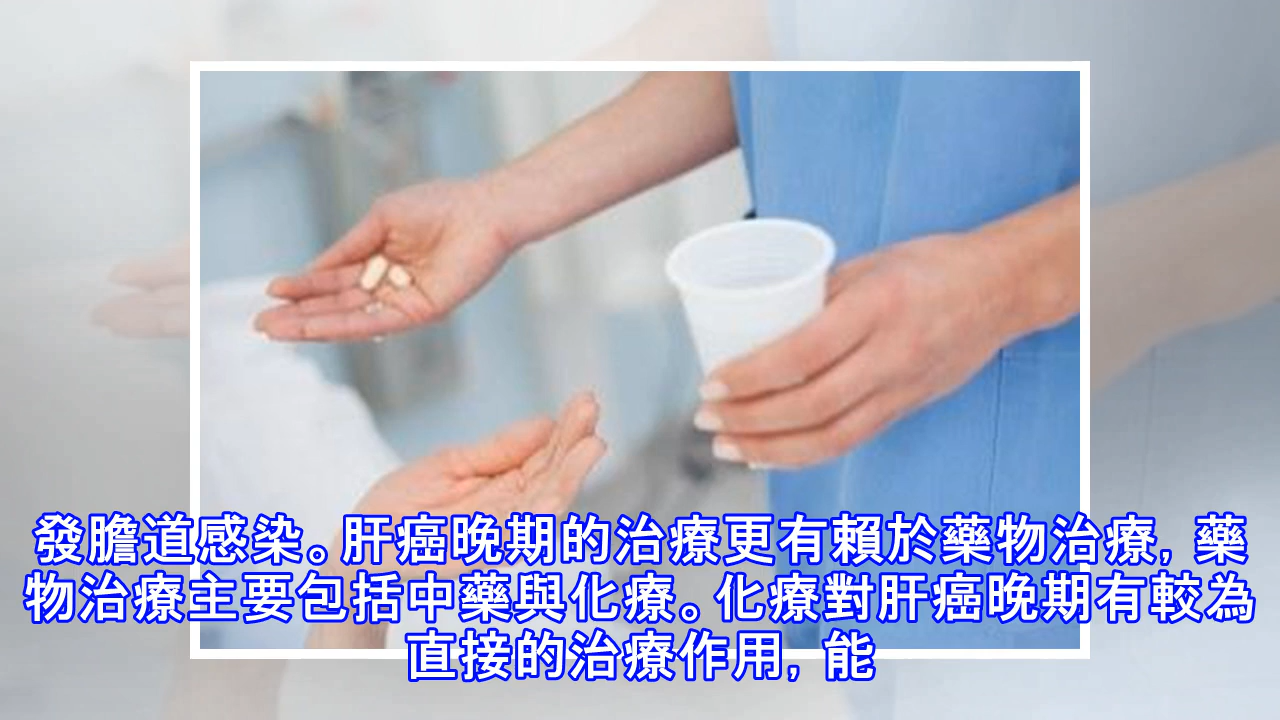 發膽道感染。肝癌晚期的治療更有賴於藥物治療, 藥
物治療主要包括中藥與化療。化療對肝癌晚期有較為
直接的治療作用, 能